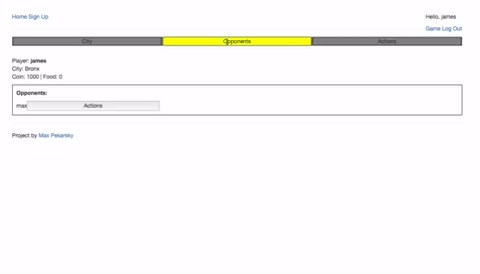 Home Sign Up
Hello, james
Game Log Out
City Opponents Actions
Player: james
City: Bronx
Coin: 1000 | Food: 0
Opponents:
max Actions
Project by Max Pekarsky